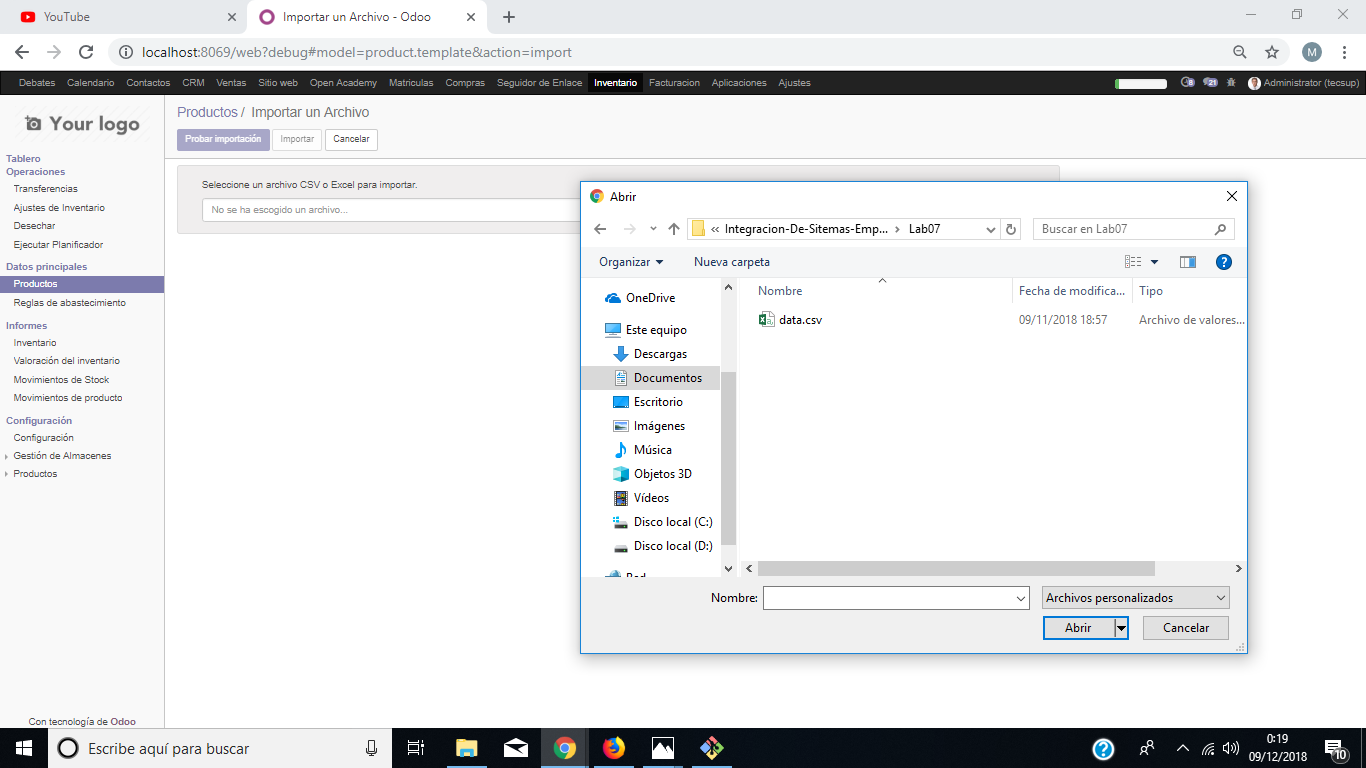 YouTube
Importar un Archivo - Odoo
localhost:8069/web?debug#model=product.template&action=import
M
Debates Calendario Contactos CRM Ventas Sitio web Open Academy Matriculas Compras Seguidor de Enlace Inventario Facturacion Aplicaciones Ajustes
6 21 Administrator (tecsup)
Your logo
Productos / Importar un Archivo
Probar importación Importar Cancelar
Tablero
Operaciones
Transferencias
Ajustes de Inventario
Desechar
Ejecutar Planificador
Datos principales
Productos
Reglas de abastecimiento
Informes
Inventario
Valoración del inventario
Movimientos de Stock
Movimientos de producto
Configuración
Configuración
Gestión de Almacenes
Productos
Con tecnología de Odoo
Seleccione un archivo CSV o Excel para importar.
No se ha escogido un archivo...
Abrir
« Integracion-De-Sitemas-Emp... › Lab07
Buscar en Lab07
Organizar Nueva carpeta
OneDrive
Este equipo
Descargas
Documentos
Escritorio
Imágenes
Música
Objetos 3D
Vídeos
Disco local (C:)
Disco local (D:)
Red
Nombre Fecha de modifica... Tipo
data.csv 09/11/2018 18:57 Archivo de valores...
Nombre: Archivos personalizados
Abrir Cancelar
Escribe aquí para buscar
0:19
09/12/2018
10